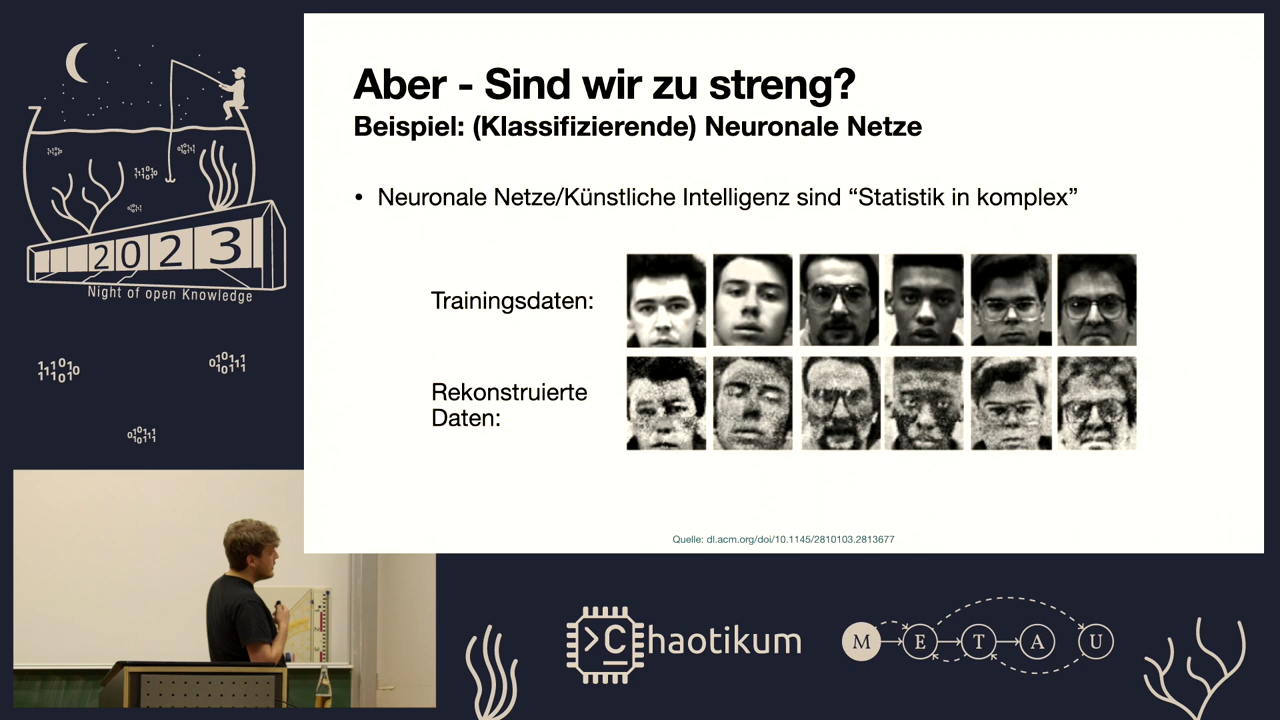 Aber - Sind wir zu streng?
Beispiel: (Klassifizierende) Neuronale Netze
• Neuronale Netze/Künstliche Intelligenz sind “Statistik in komplex”
Trainingsdaten:
Rekonstruierte
Daten:
Quelle: dl.acm.org/doi/10.1145/2810103.2813677
2023
Night of open Knowledge
>C haotikum
M E T A U